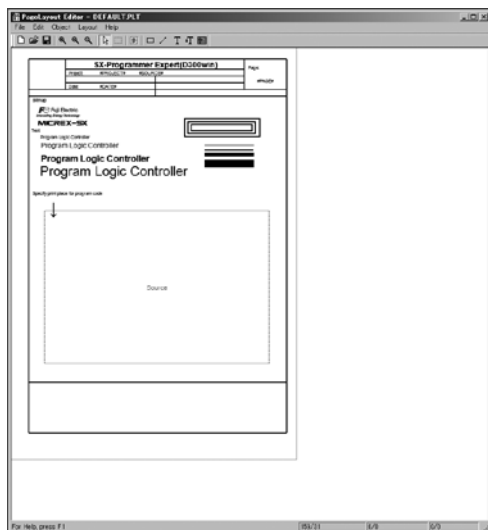 PageLayout Editor - DEFAULT.PLT
File Edit Object Layout Help
SX-Programmer Expert(D300win)
Page
Bitmap
Fuji Electric
MICREX-SX
Text
Program Logic Controller
Program Logic Controller
Program Logic Controller
Program Logic Controller
Specify print place for program code
Source
For Help, press F1